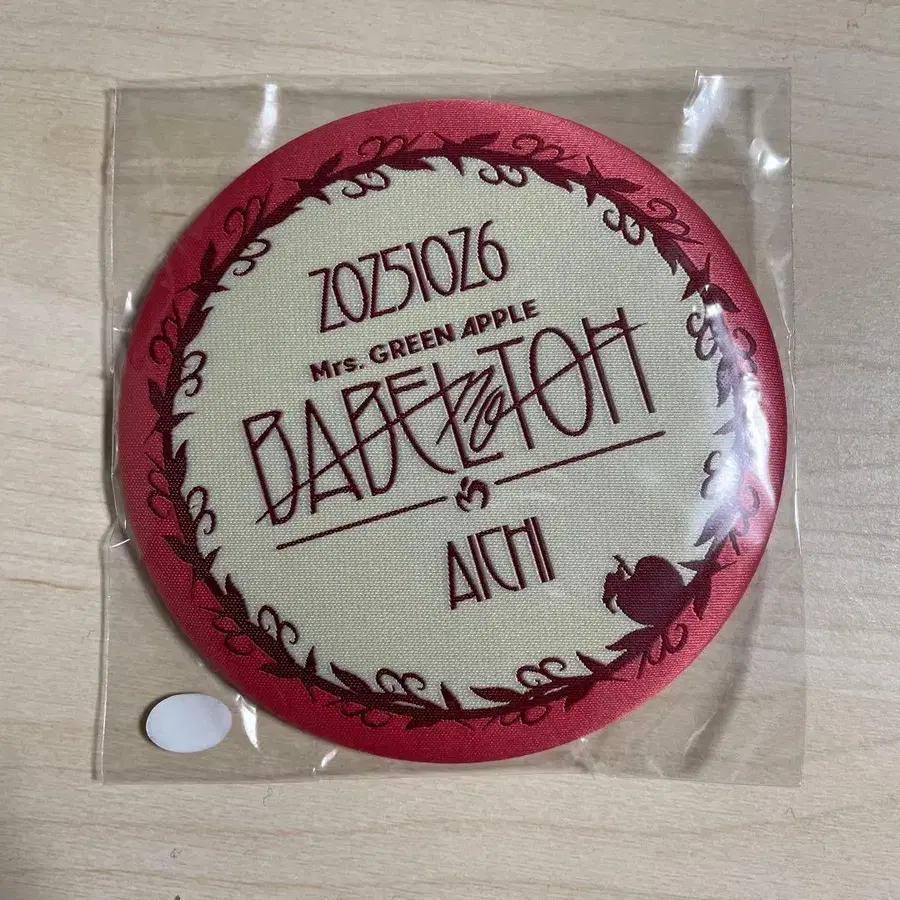 20251026
Mrs. GREEN APPLE
BABEL no TOH
AICHI